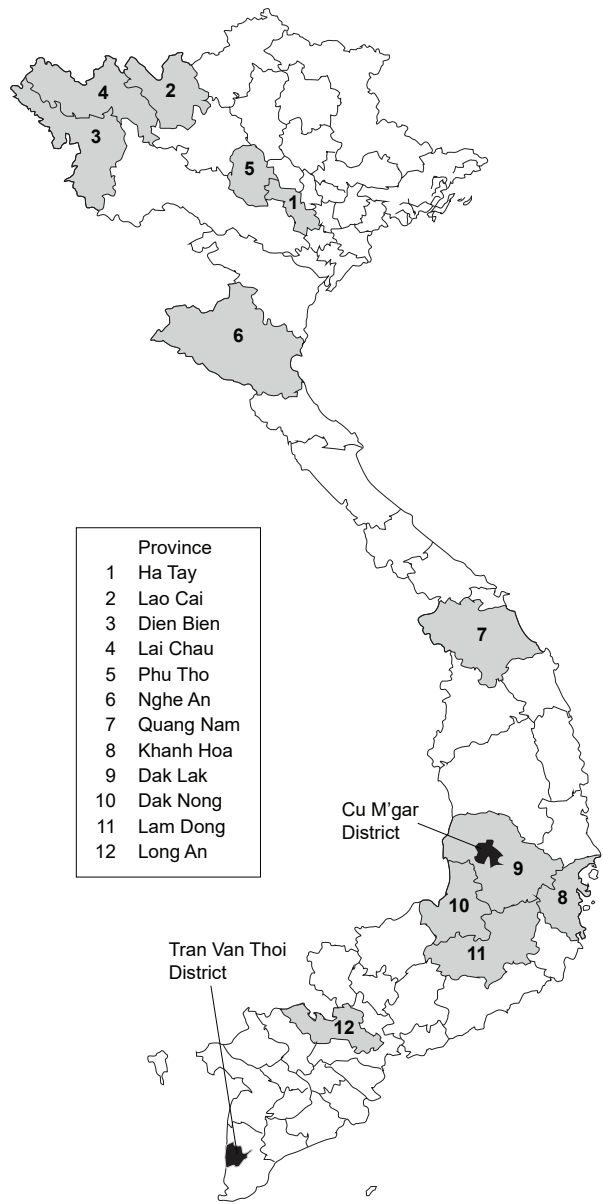 4
2
3
5
1
6
Province
1 Ha Tay
2 Lao Cai
3 Dien Bien
4 Lai Chau
5 Phu Tho
6 Nghe An
7 Quang Nam
8 Khanh Hoa
9 Dak Lak
10 Dak Nong
11 Lam Dong
12 Long An
7
Cu M'gar
District
9
8
10
11
Tran Van Thoi
District
12